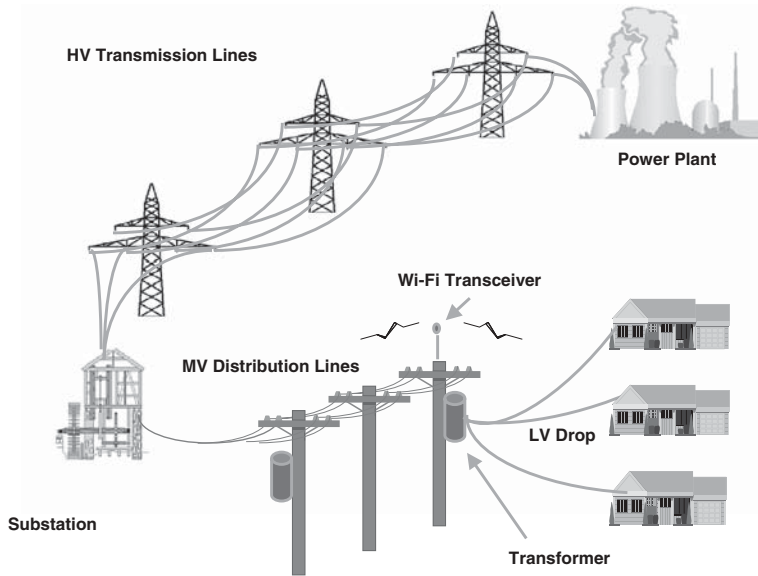 HV Transmission Lines
Power Plant
Wi-Fi Transceiver
MV Distribution Lines
LV Drop
Substation
Transformer